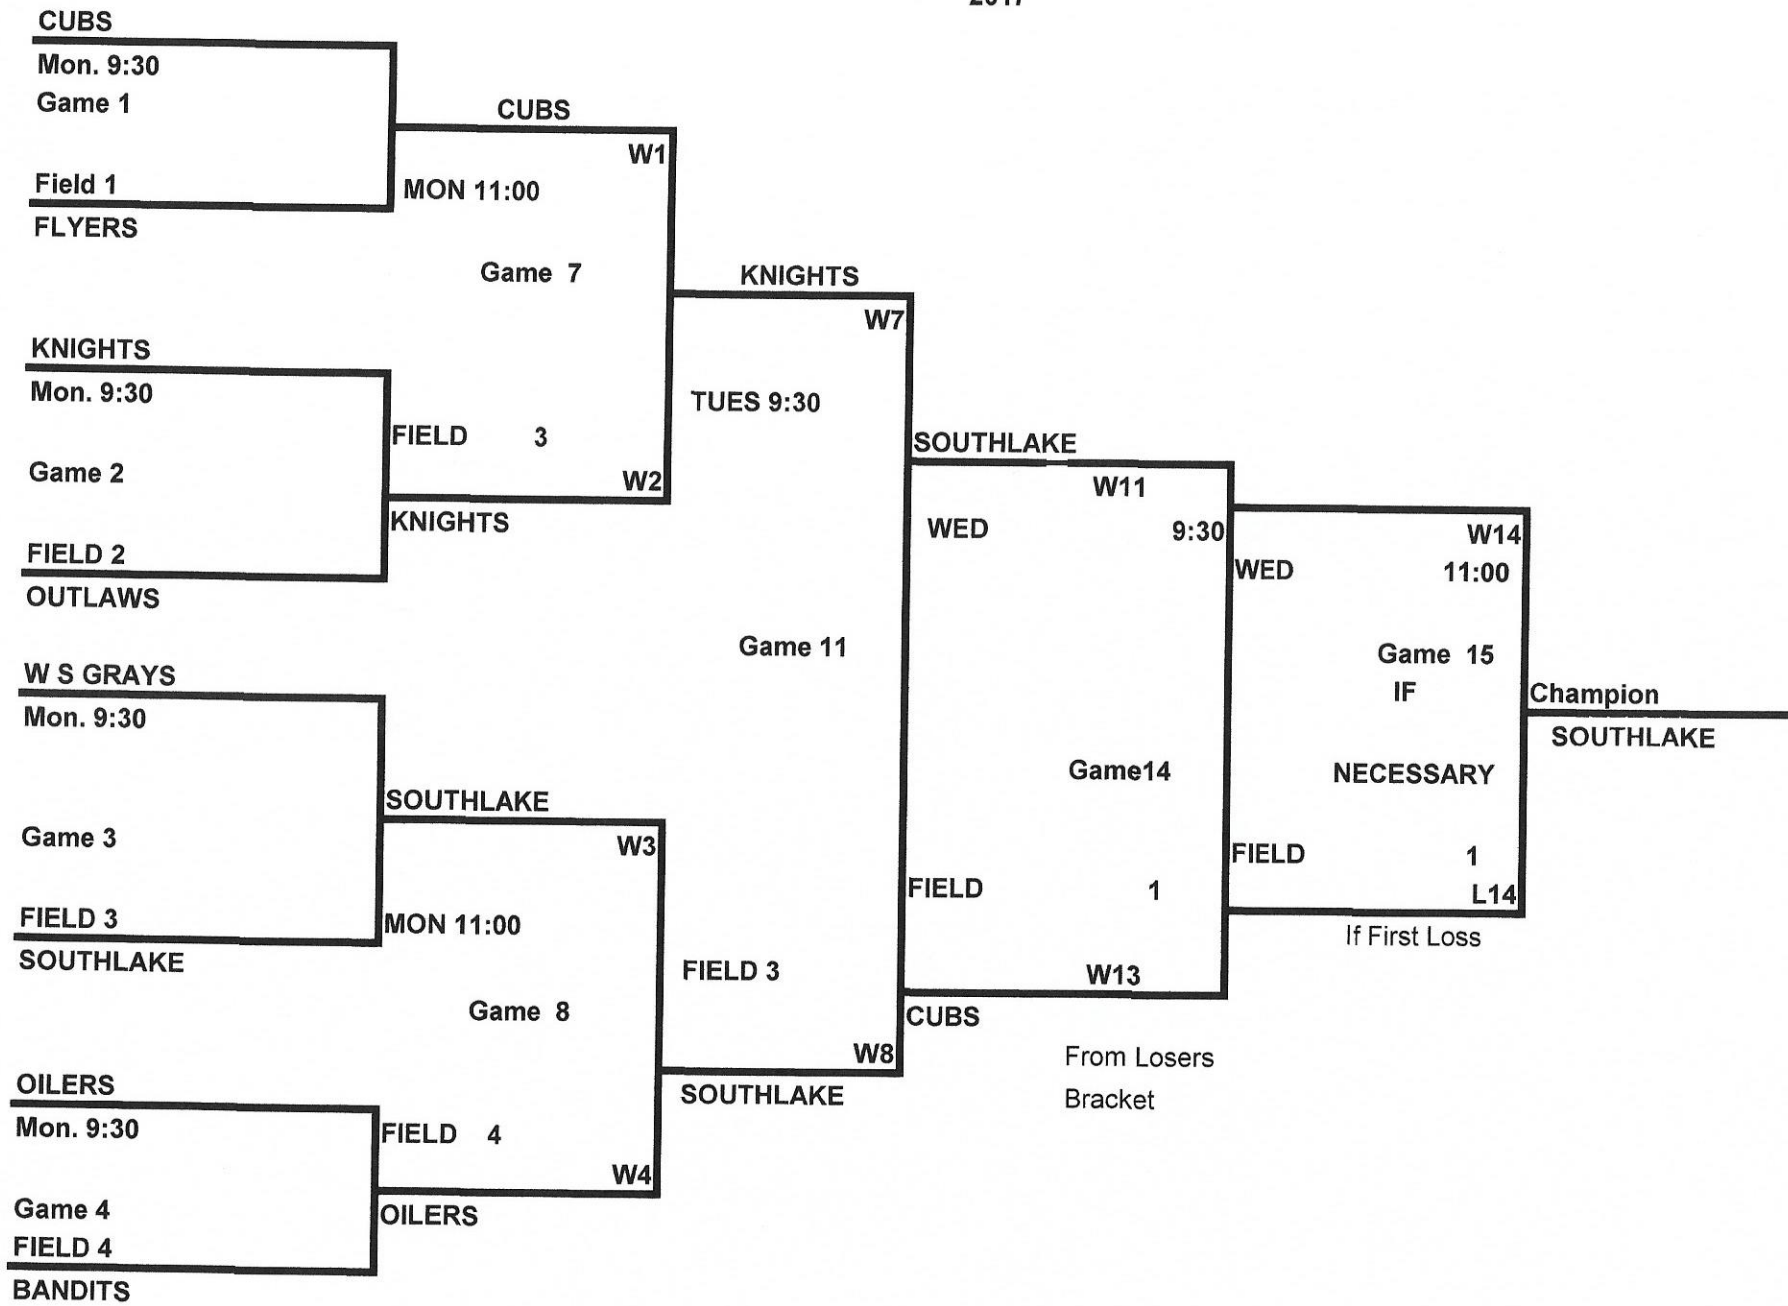 CUBS
Mon. 9:30
Game 1
Field 1
FLYERS
CUBS
W1
MON 11:00
Game 7
KNIGHTS
Mon. 9:30
Game 2
FIELD 2
OUTLAWS
FIELD 3
W2
KNIGHTS
KNIGHTS
W7
TUES 9:30
Game 11
W S GRAYS
Mon. 9:30
Game 3
FIELD 3
SOUTHLAKE
SOUTHLAKE
W3
MON 11:00
Game 8
OILERS
Mon. 9:30
Game 4
FIELD 4
BANDITS
FIELD 4
W4
OILERS
FIELD 3
W8
SOUTHLAKE
SOUTHLAKE
W11
WED 9:30
Game14
FIELD 1
W13
CUBS
From Losers
Bracket
W14
WED 11:00
Game 15
IF
NECESSARY
FIELD 1
L14
If First Loss
Champion
SOUTHLAKE